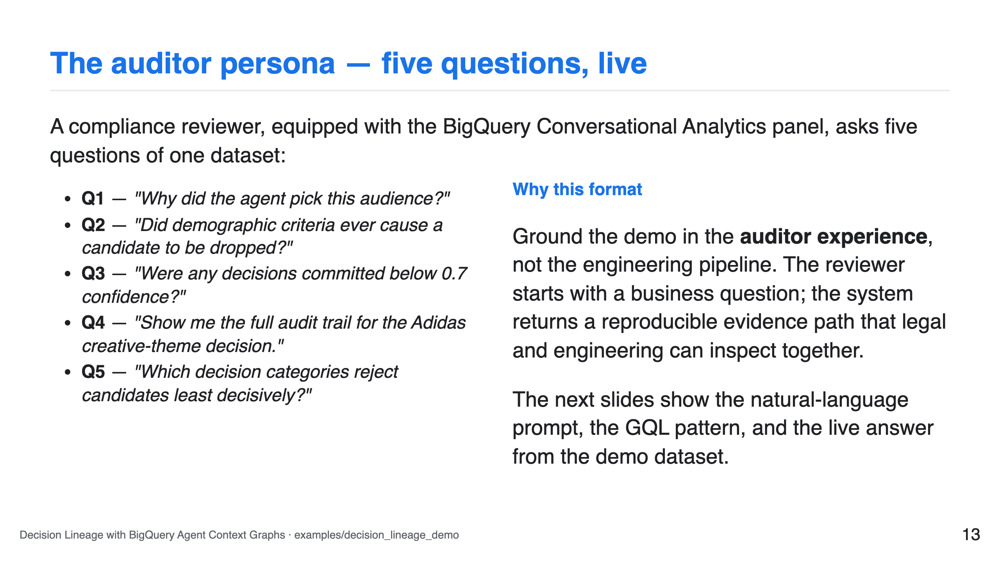 The auditor persona — five questions, live
A compliance reviewer, equipped with the BigQuery Conversational Analytics panel, asks five
questions of one dataset:
• Q1 — "Why did the agent pick this audience?"
• Q2 — "Did demographic criteria ever cause a
candidate to be dropped?"
• Q3 — "Were any decisions committed below 0.7
confidence?"
• Q4 — "Show me the full audit trail for the Adidas
creative-theme decision."
• Q5 — "Which decision categories reject
candidates least decisively?"
Why this format
Ground the demo in the auditor experience,
not the engineering pipeline. The reviewer
starts with a business question; the system
returns a reproducible evidence path that legal
and engineering can inspect together.
The next slides show the natural-language
prompt, the GQL pattern, and the live answer
from the demo dataset.
Decision Lineage with BigQuery Agent Context Graphs · examples/decision_lineage_demo
13